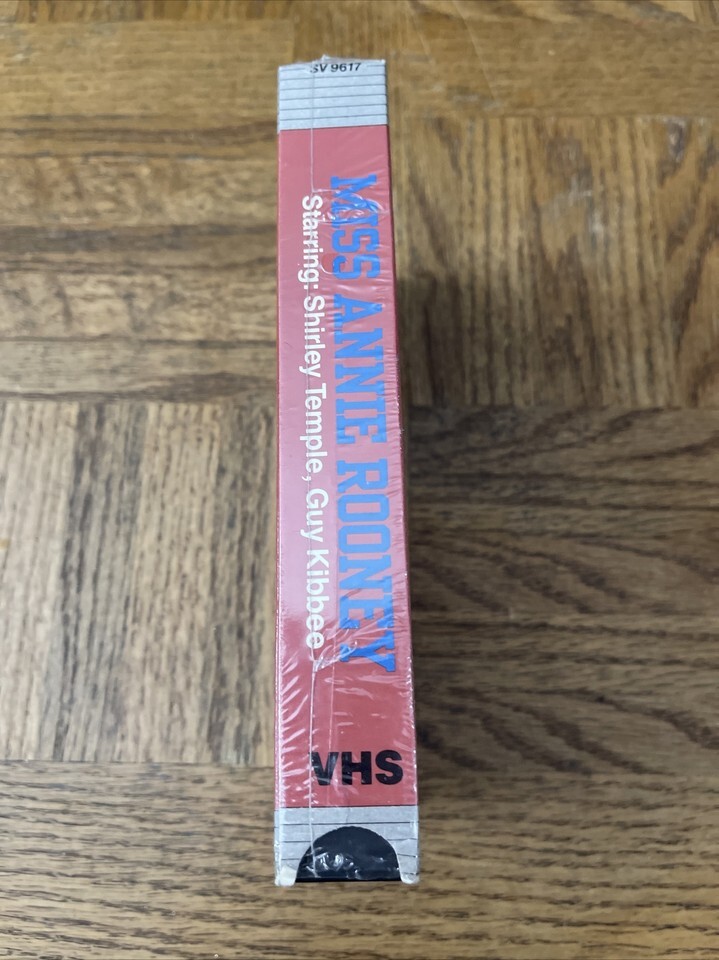 SV 9617
MISS ANNIE ROONEY
Starring: Shirley Temple, Guy Kibbee
VHS